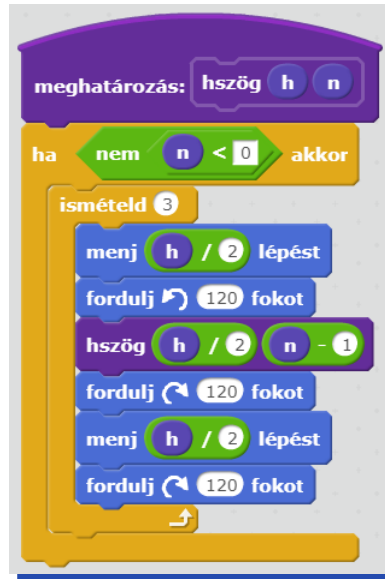 meghatározás: hszög h n
ha nem n < 0 akkor
ismételd 3
menj h / 2 lépést
fordulj 120 fokot
hszög h / 2 n - 1
fordulj 120 fokot
menj h / 2 lépést
fordulj 120 fokot